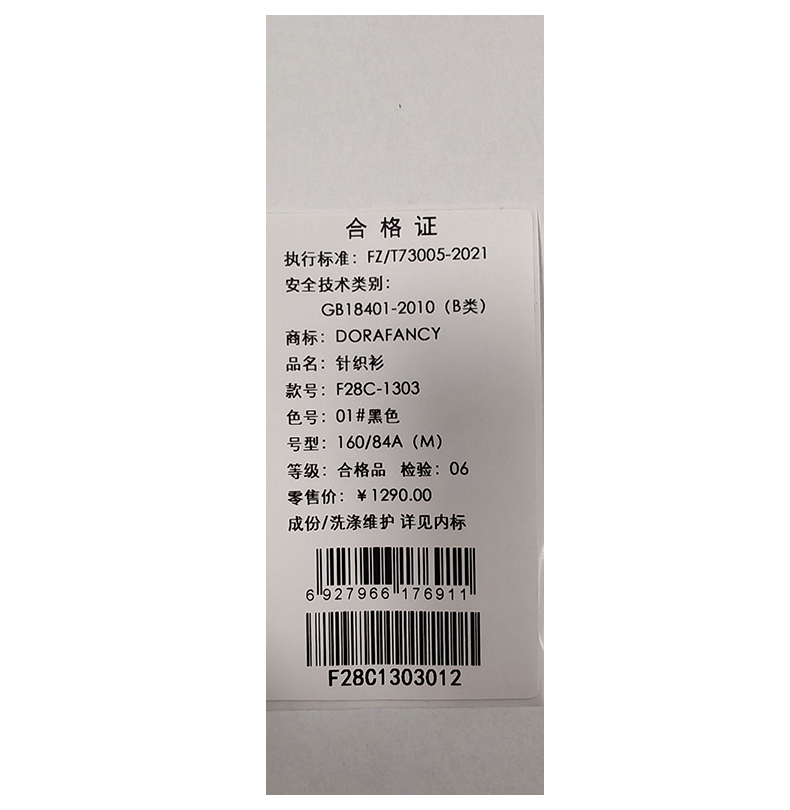 合格证
执行标准：FZ/T73005-2021
安全技术类别：
GB18401-2010（B类）
商标：DORAFANCY
品名：针织衫
款号：F28C-1303
色号：01#黑色
号型：160/84A（M）
等级：合格品 检验：06
零售价：￥1290.00
成份/洗涤维护 详见内标
6 927966 176911
F28C1303012